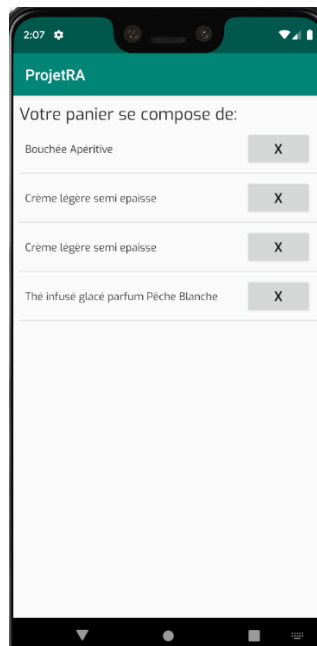 2:07
ProjetRA
Votre panier se compose de:
Bouchée Apéritive X
Crème légère semi epaisse X
Crème légère semi epaisse X
Thé infusé glacé parfum Pêche Blanche X